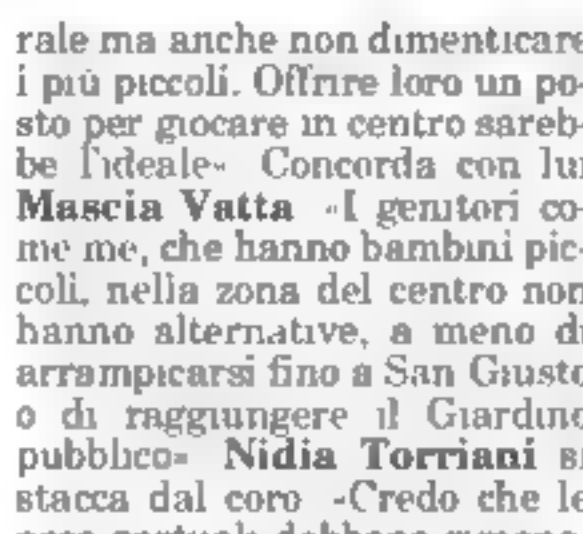 rale ma anche non dimenticare
i più piccoli. Offrire loro un po-
sto per giocare in centro sareb-
be l'ideale» Concorda con lui
Mascia Vatta «I genitori co-
me me, che hanno bambini pic-
coli, nella zona del centro non
hanno alternative, a meno di
arrampicarsi fino a San Giusto
o di raggiungere il Giardino
pubblico» Nidia Torriani si
stacca dal coro «Credo che le